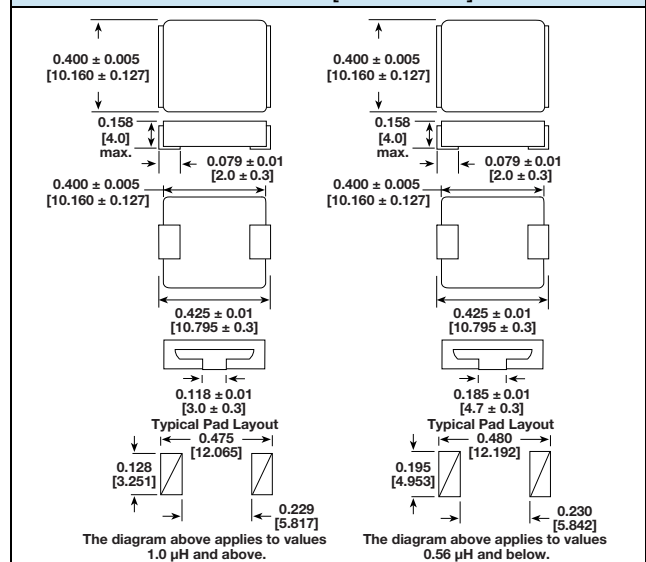 0.400 ± 0.005
[10.160 ± 0.127]
0.158
[4.0]
max.
0.079 ± 0.01
[2.0 ± 0.3]
0.400 ± 0.005
[10.160 ± 0.127]
0.425 ± 0.01
[10.795 ± 0.3]
0.118 ± 0.01
[3.0 ± 0.3]
Typical Pad Layout
0.475
[12.065]
0.128
[3.251]
0.229
[5.817]
The diagram above applies to values
1.0 µH and above.
0.400 ± 0.005
[10.160 ± 0.127]
0.158
[4.0]
max.
0.079 ± 0.01
[2.0 ± 0.3]
0.400 ± 0.005
[10.160 ± 0.127]
0.425 ± 0.01
[10.795 ± 0.3]
0.185 ± 0.01
[4.7 ± 0.3]
Typical Pad Layout
0.480
[12.192]
0.195
[4.953]
0.230
[5.842]
The diagram above applies to values
0.56 µH and below.